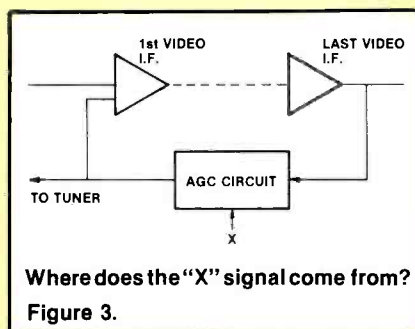 1st VIDEO
I.F.
LAST VIDEO
I.F.
AGC CIRCUIT
TO TUNER
X
Where does the "X" signal come from?
Figure 3.